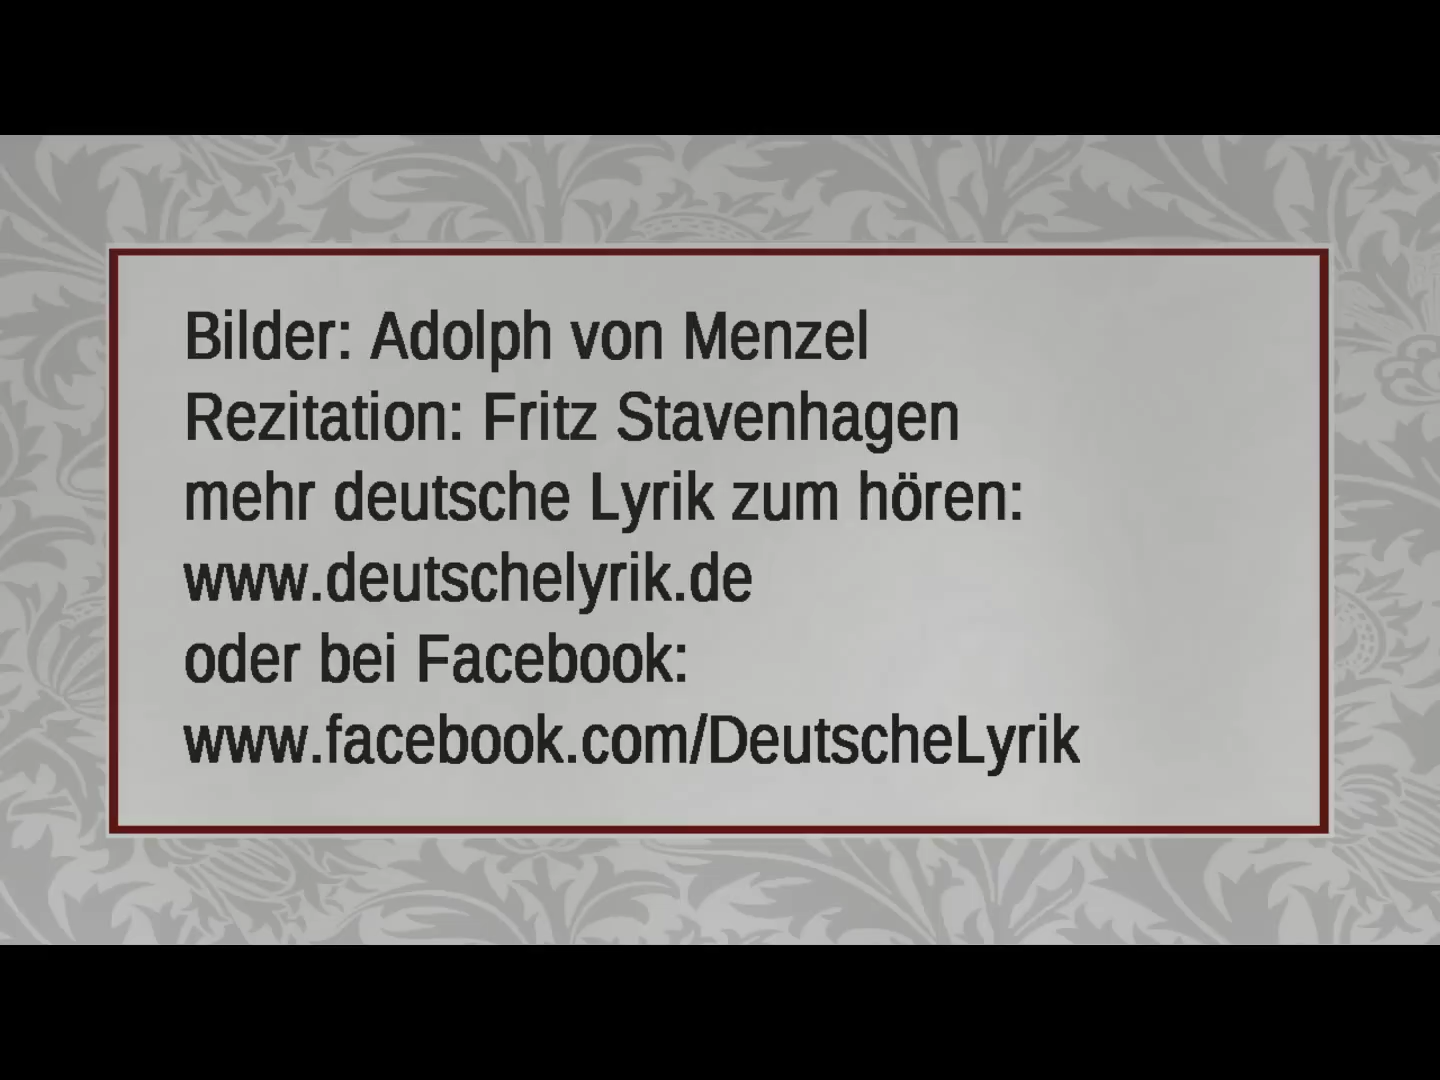 Bilder: Adolph von Menzel
Rezitation: Fritz Stavenhagen
mehr deutsche Lyrik zum hören:
www.deutschelyrik.de
oder bei Facebook:
www.facebook.com/DeutscheLyrik